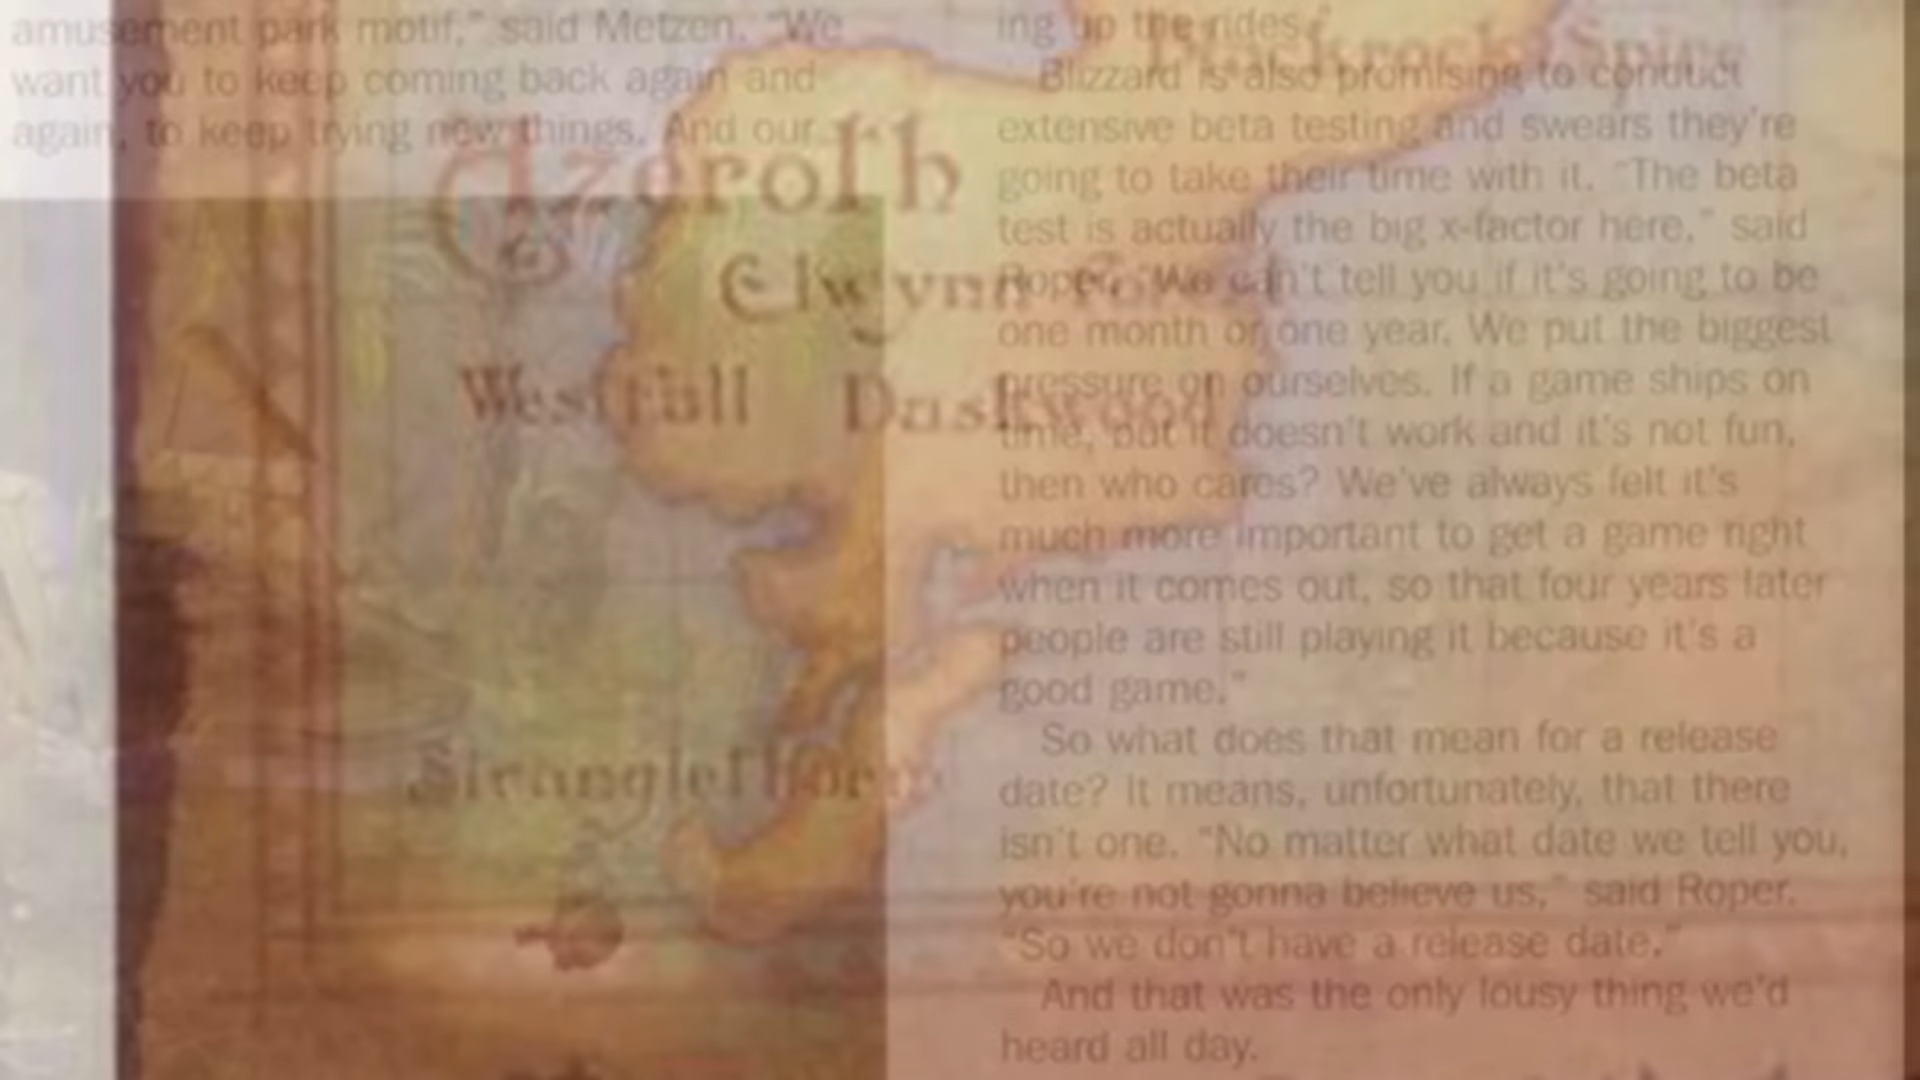 amusement park motif," said Metzen. "We
want you to keep coming back again and
again, to keep trying new things. And our
ing up the rides."
Blizzard is also promising to conduct
extensive beta testing and swears they're
going to take their time with it. "The beta
test is actually the big x-factor here," said
Roper. "We can't tell you if it's going to be
one month or one year. We put the biggest
pressure on ourselves. If a game ships on
time, but it doesn't work and it's not fun,
then who cares? We've always felt it's
much more important to get a game right
when it comes out, so that four years later
people are still playing it because it's a
good game."
So what does that mean for a release
date? It means, unfortunately, that there
isn't one. "No matter what date we tell you,
you're not gonna believe us," said Roper.
"So we don't have a release date."
And that was the only lousy thing we'd
heard all day.
Blackrock Spire
Azeroth
Elwynn Forest
Westfall
Duskwood
Stranglethorn